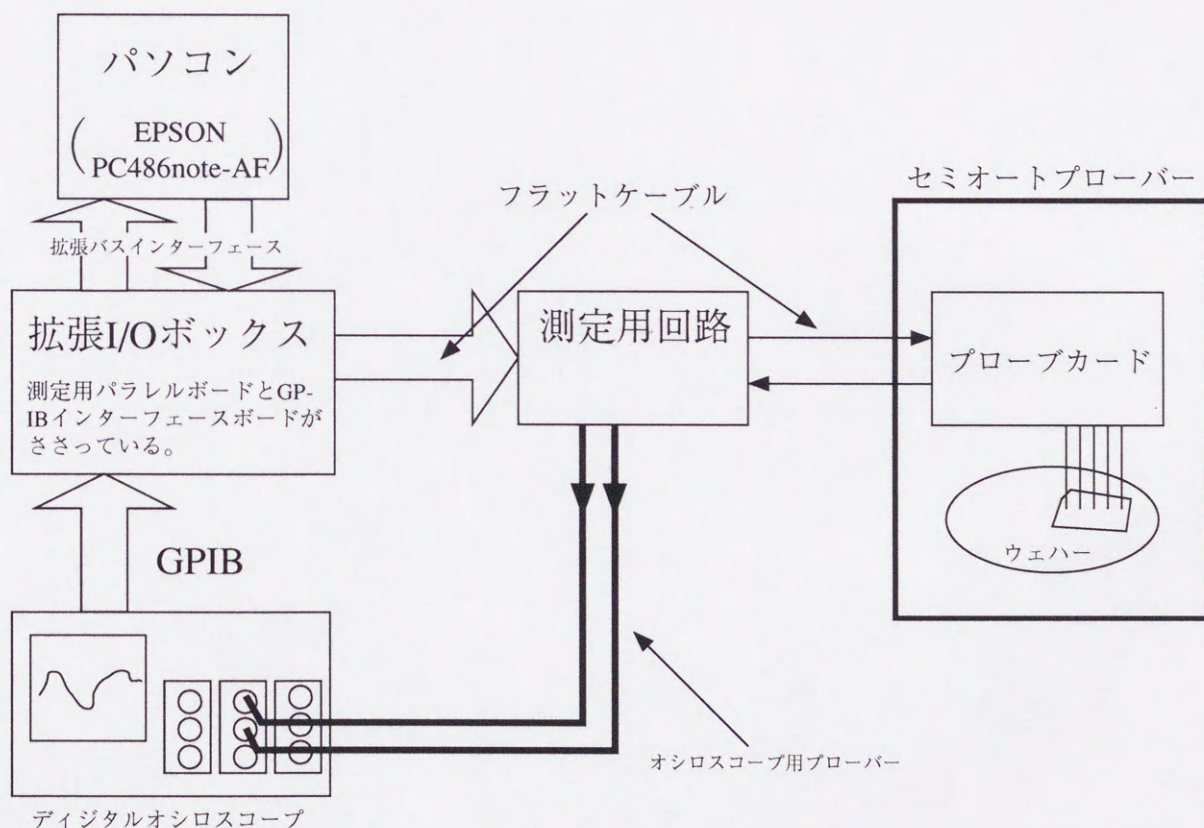 パソコン
EPSON
PC486note-AF
拡張バスインターフェース
フラットケーブル
セミオートプローバー
拡張I/Oボックス
測定用パラレルボードとGP-
IBインターフェースボードが
ささっている。
測定用回路
プローブカード
ウェハー
GPIB
オシロスコープ用プローバー
ディジタルオシロスコープ